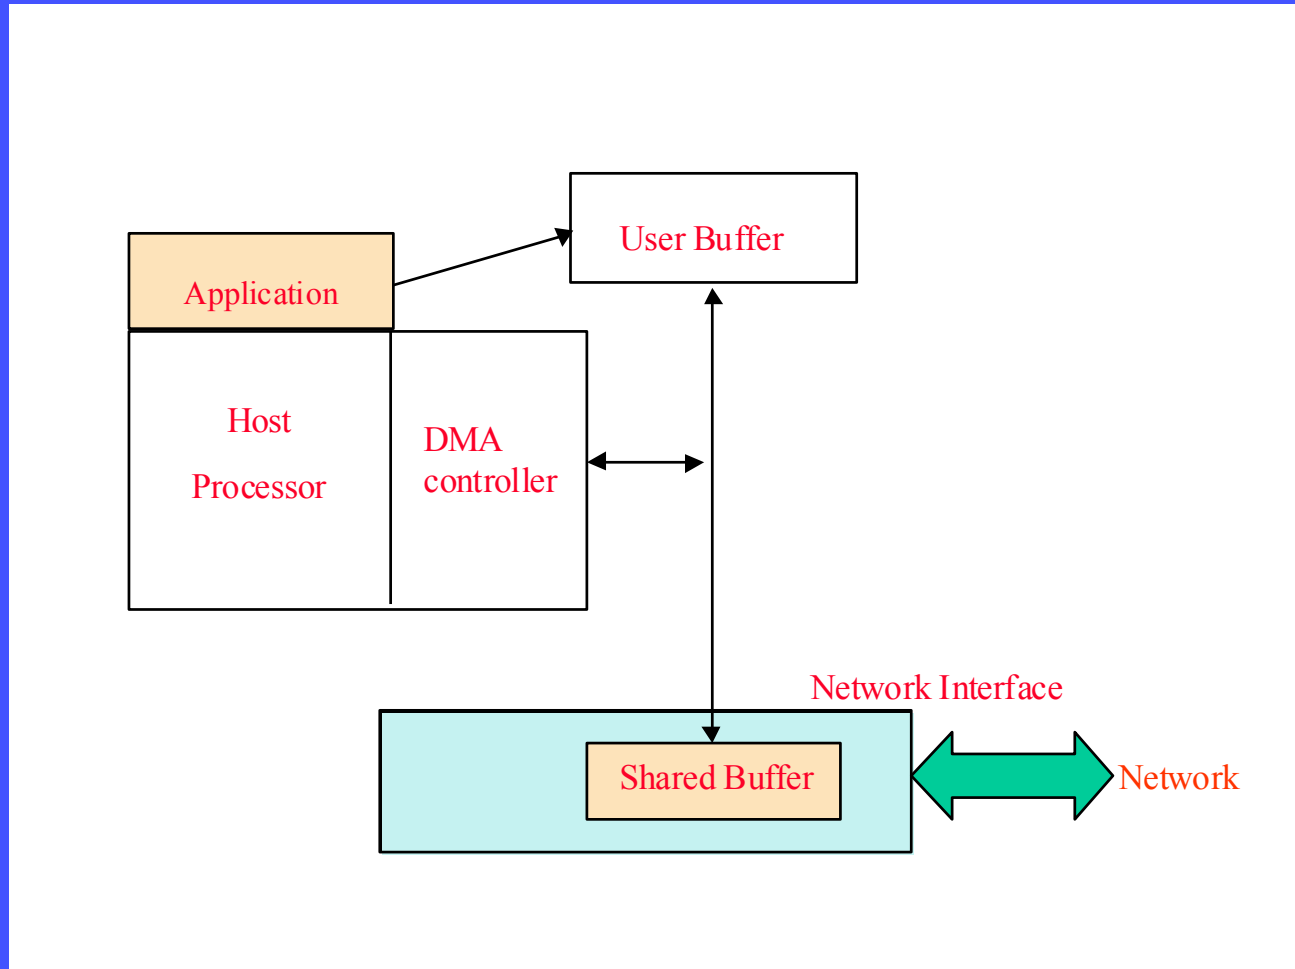 User Buffer
Application
Host
Processor
DMA
controller
Network Interface
Shared Buffer
Network